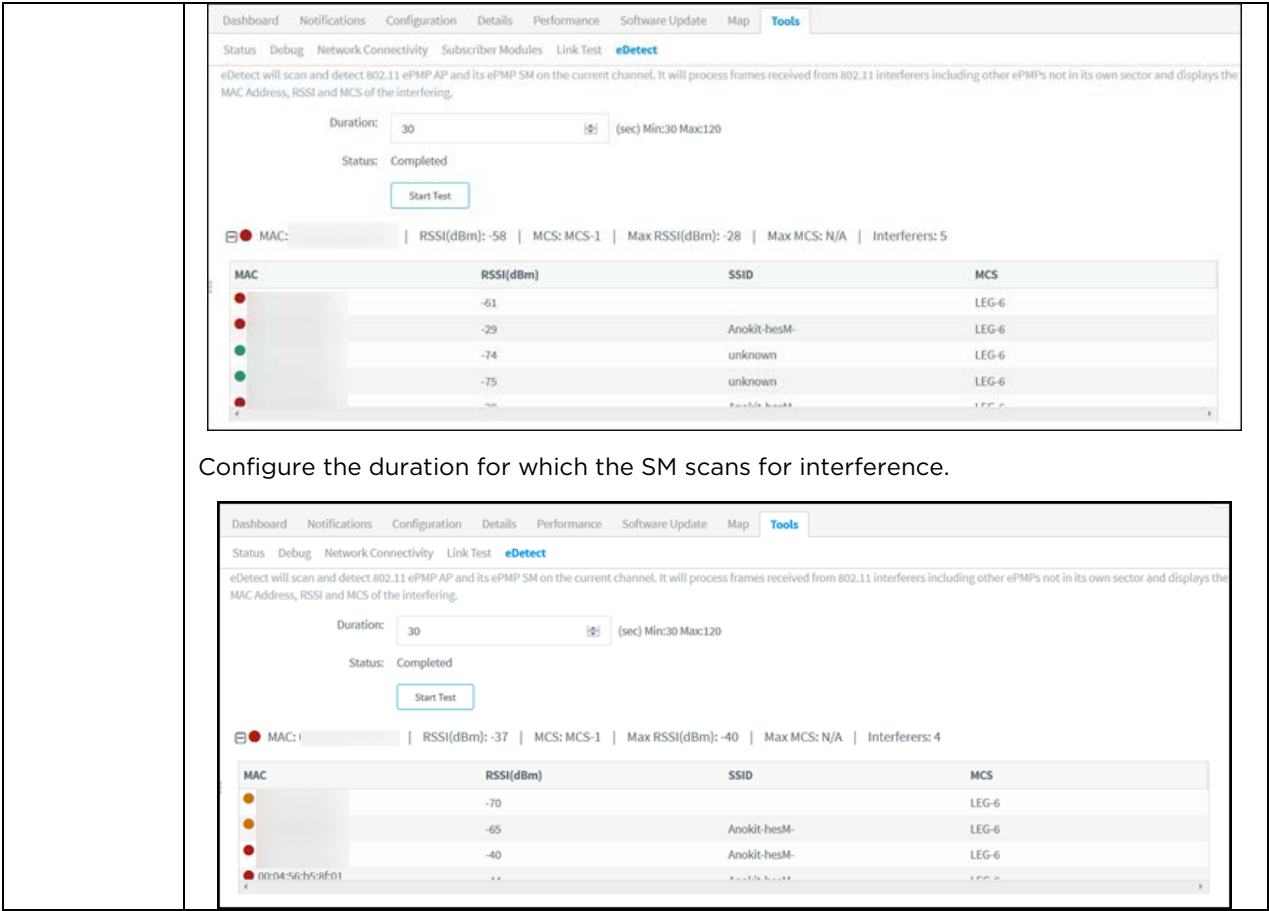 Dashboard Notifications Configuration Details Performance Software Update Map Tools
Status Debug Network Connectivity Subscriber Modules Link Test eDetect
eDetect will scan and detect 802.11 ePMP AP and its ePMP SM on the current channel. It will process frames received from 802.11 interferers including other ePMPs not in its own sector and displays the
MAC Address, RSSI and MCS of the interfering.
Duration: 30 (sec) Min:30 Max:120
Status: Completed
Start Test
MAC: | RSSI(dBm): -58 | MCS: MCS-1 | Max RSSI(dBm): -28 | Max MCS: N/A | Interferers: 5
MAC RSSI(dBm) SSID MCS
-61 LEG-6
-29 Anokit-hesM- LEG-6
-74 unknown LEG-6
-75 unknown LEG-6
Configure the duration for which the SM scans for interference.
Dashboard Notifications Configuration Details Performance Software Update Map Tools
Status Debug Network Connectivity Link Test eDetect
eDetect will scan and detect 802.11 ePMP AP and its ePMP SM on the current channel. It will process frames received from 802.11 interferers including other ePMPs not in its own sector and displays the
MAC Address, RSSI and MCS of the interfering.
Duration: 30 (sec) Min:30 Max:120
Status: Completed
Start Test
MAC: | RSSI(dBm): -37 | MCS: MCS-1 | Max RSSI(dBm): -40 | Max MCS: N/A | Interferers: 4
MAC RSSI(dBm) SSID MCS
-70 LEG-6
-65 Anokit-hesM- LEG-6
-40 Anokit-hesM- LEG-6
00:04:56:b5:8f:01